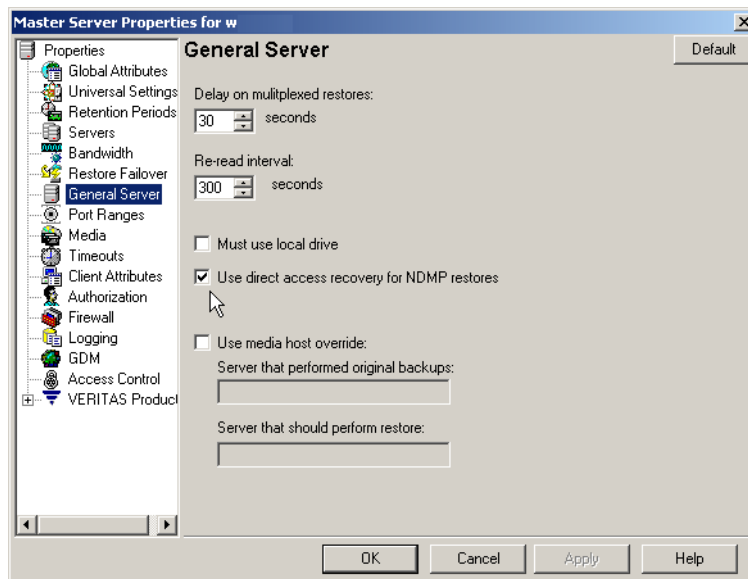 Master Server Properties for w
Properties
Global Attributes
Universal Settings
Retention Periods
Servers
Bandwidth
Restore Failover
General Server
Port Ranges
Media
Timeouts
Client Attributes
Authorization
Firewall
Logging
GDM
Access Control
VERITAS Product
General Server
Default
Delay on mulitplexed restores:
30 seconds
Re-read interval:
300 seconds
Must use local drive
Use direct access recovery for NDMP restores
Use media host override:
Server that performed original backups:
Server that should perform restore:
OK
Cancel
Apply
Help